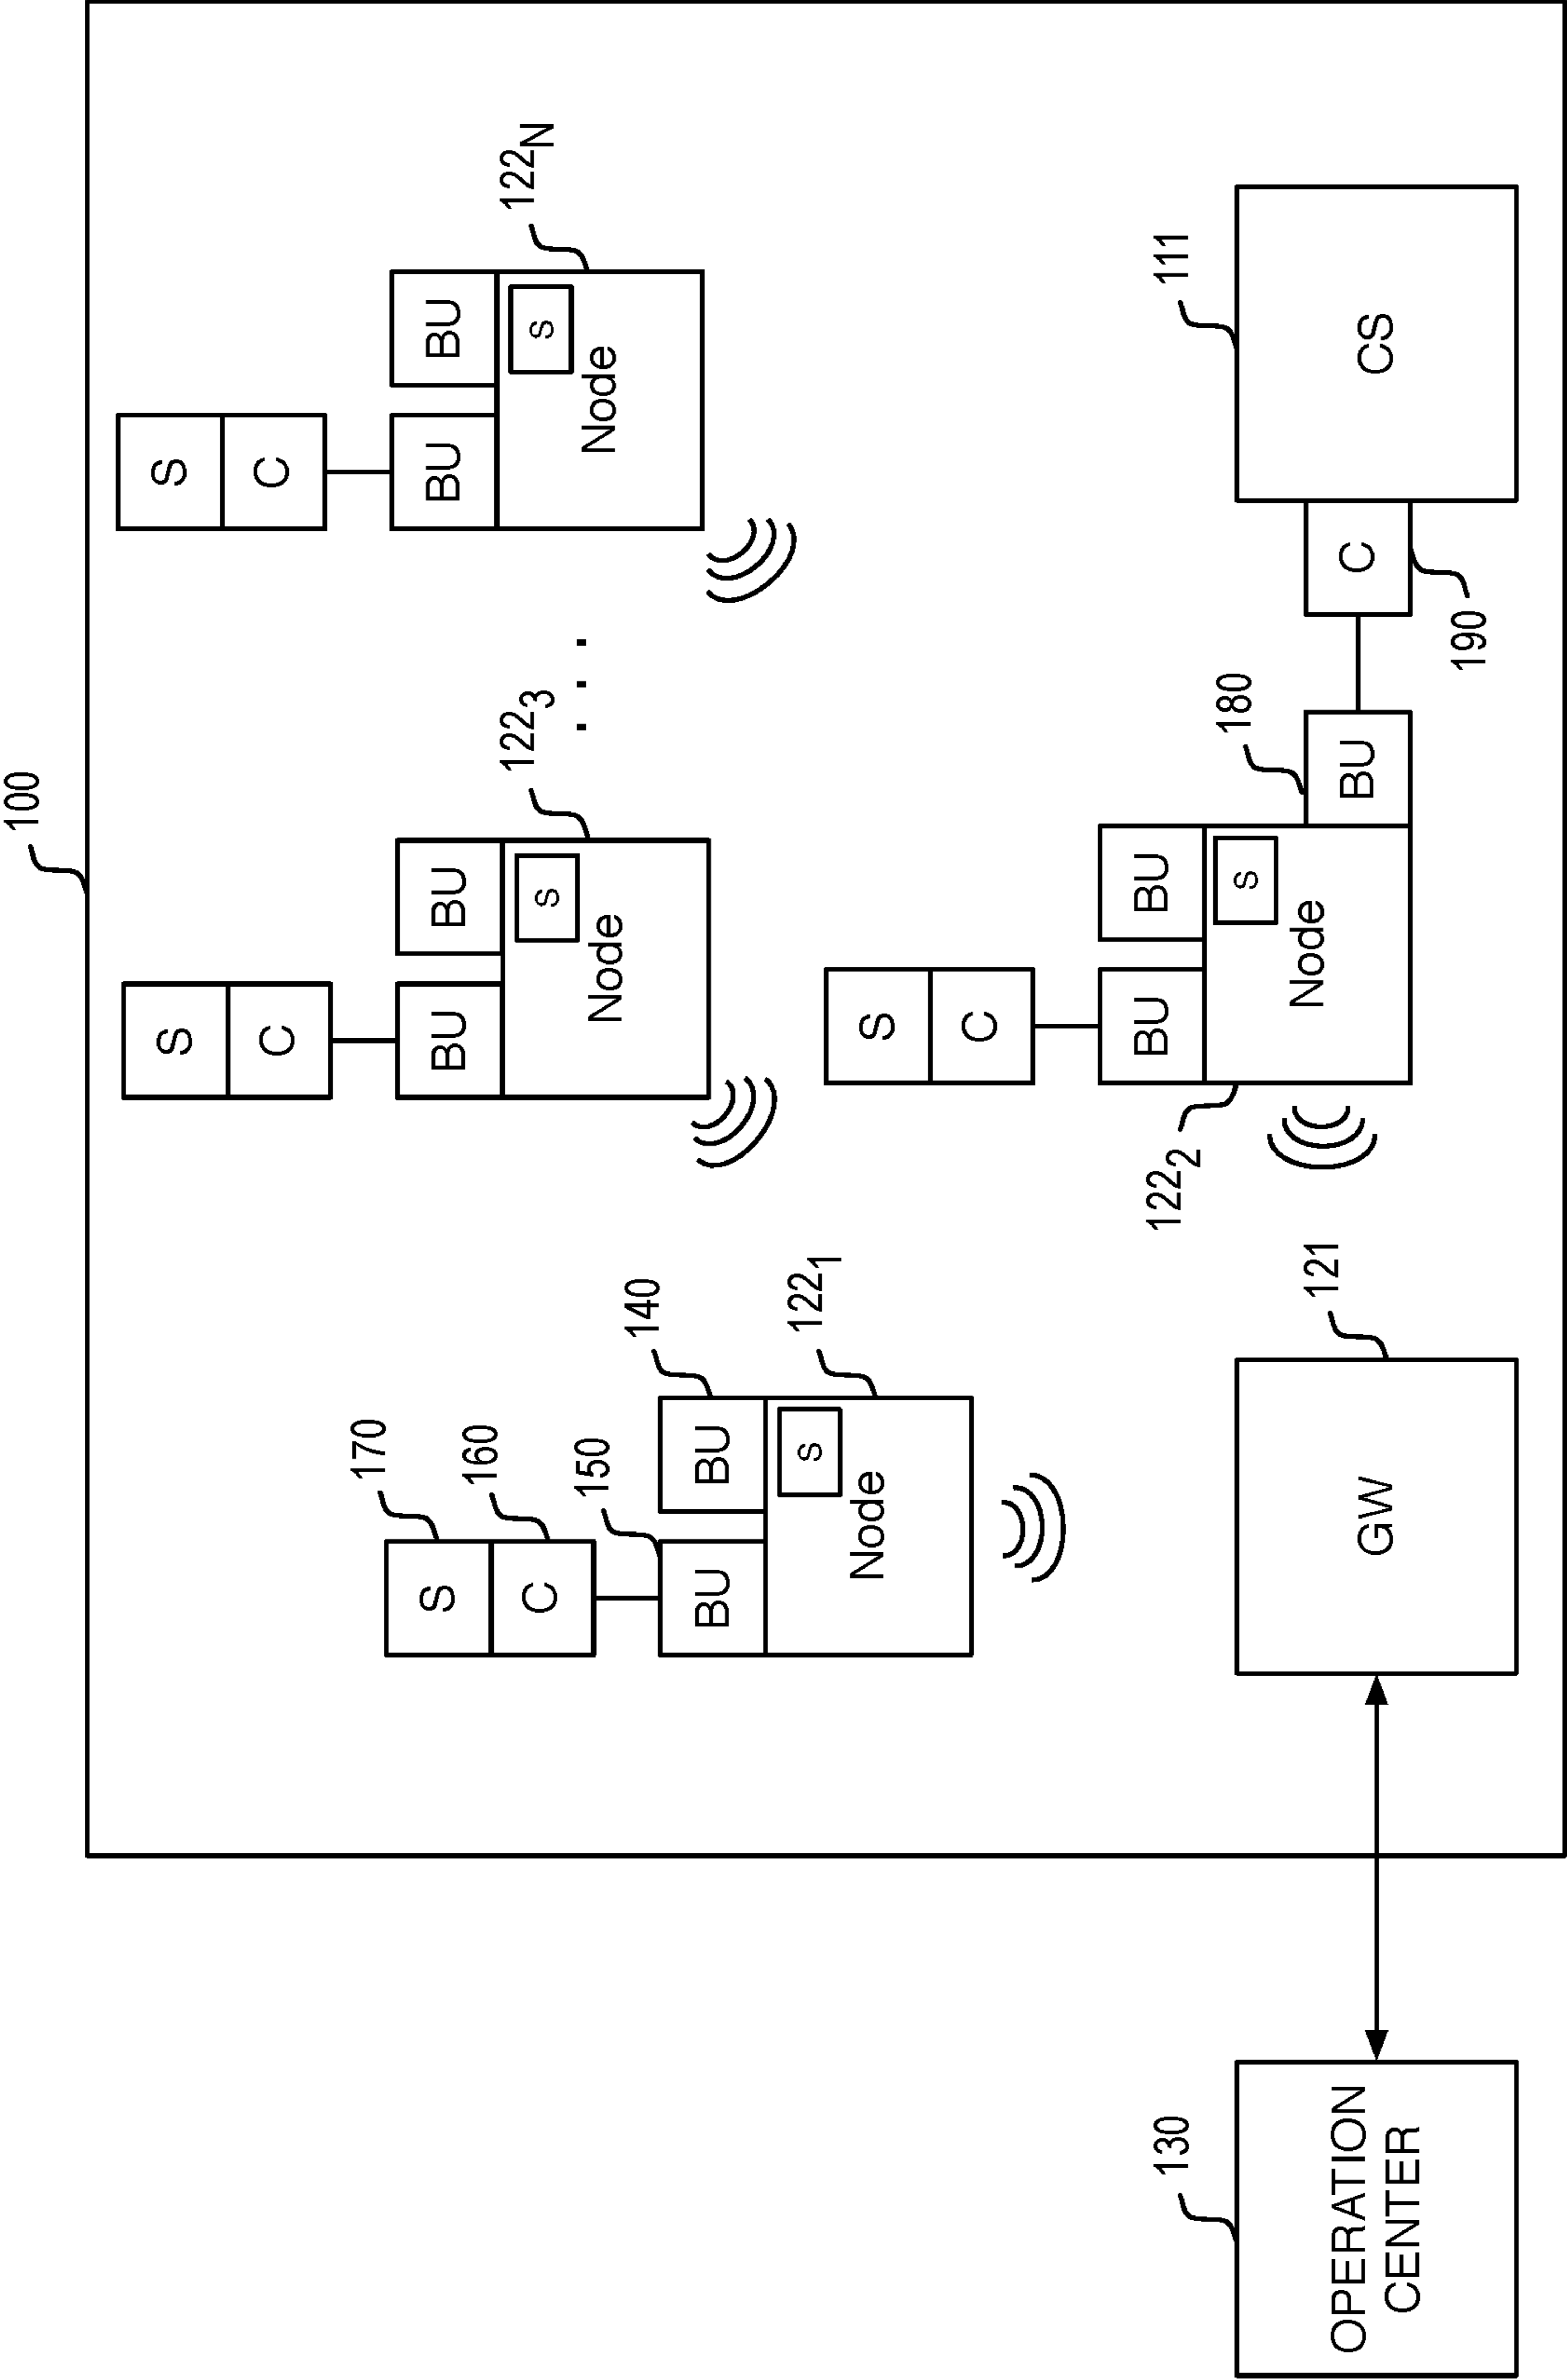 100
S
C
BU
BU
S
Node
122₃
. . .
S
C
BU
BU
S
Node
122N
170
S
160
C
150
BU
140
BU
S
Node
122₁
S
C
BU
BU
S
Node
122₂
180
BU
C
190
111
CS
130
OPERATION
CENTER
GW
121